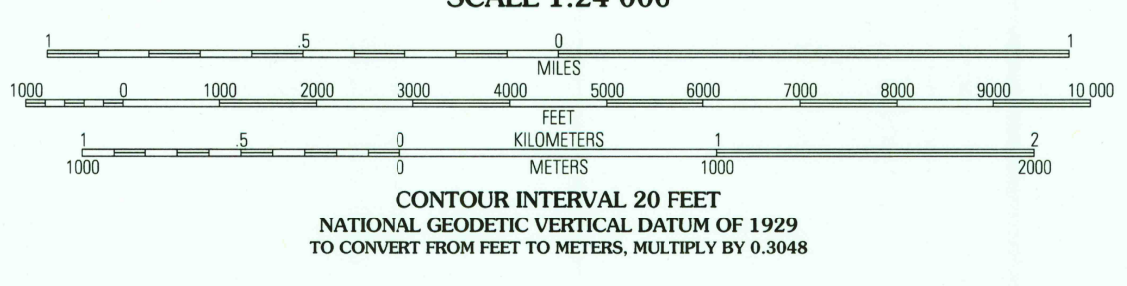 SCALE 1:24 000
1 .5 0 1
MILES
1000 0 1000 2000 3000 4000 5000 6000 7000 8000 9000 10 000
FEET
1 .5 0 KILOMETERS 1 2
1000 0 METERS 1000 2000
CONTOUR INTERVAL 20 FEET
NATIONAL GEODETIC VERTICAL DATUM OF 1929
TO CONVERT FROM FEET TO METERS, MULTIPLY BY 0.3048